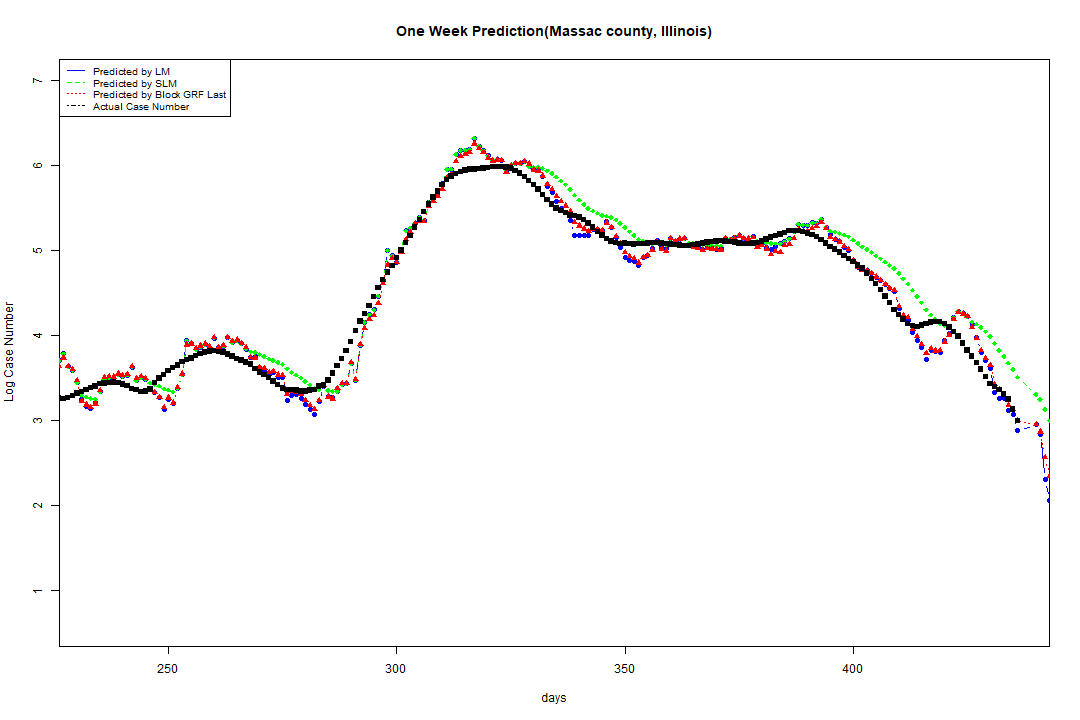 One Week Prediction(Massac county, Illinois)
Predicted by LM
Predicted by SLM
Predicted by Block GRF Last
Actual Case Number
7
6
5
4
3
2
1
Log Case Number
250
300
350
400
days